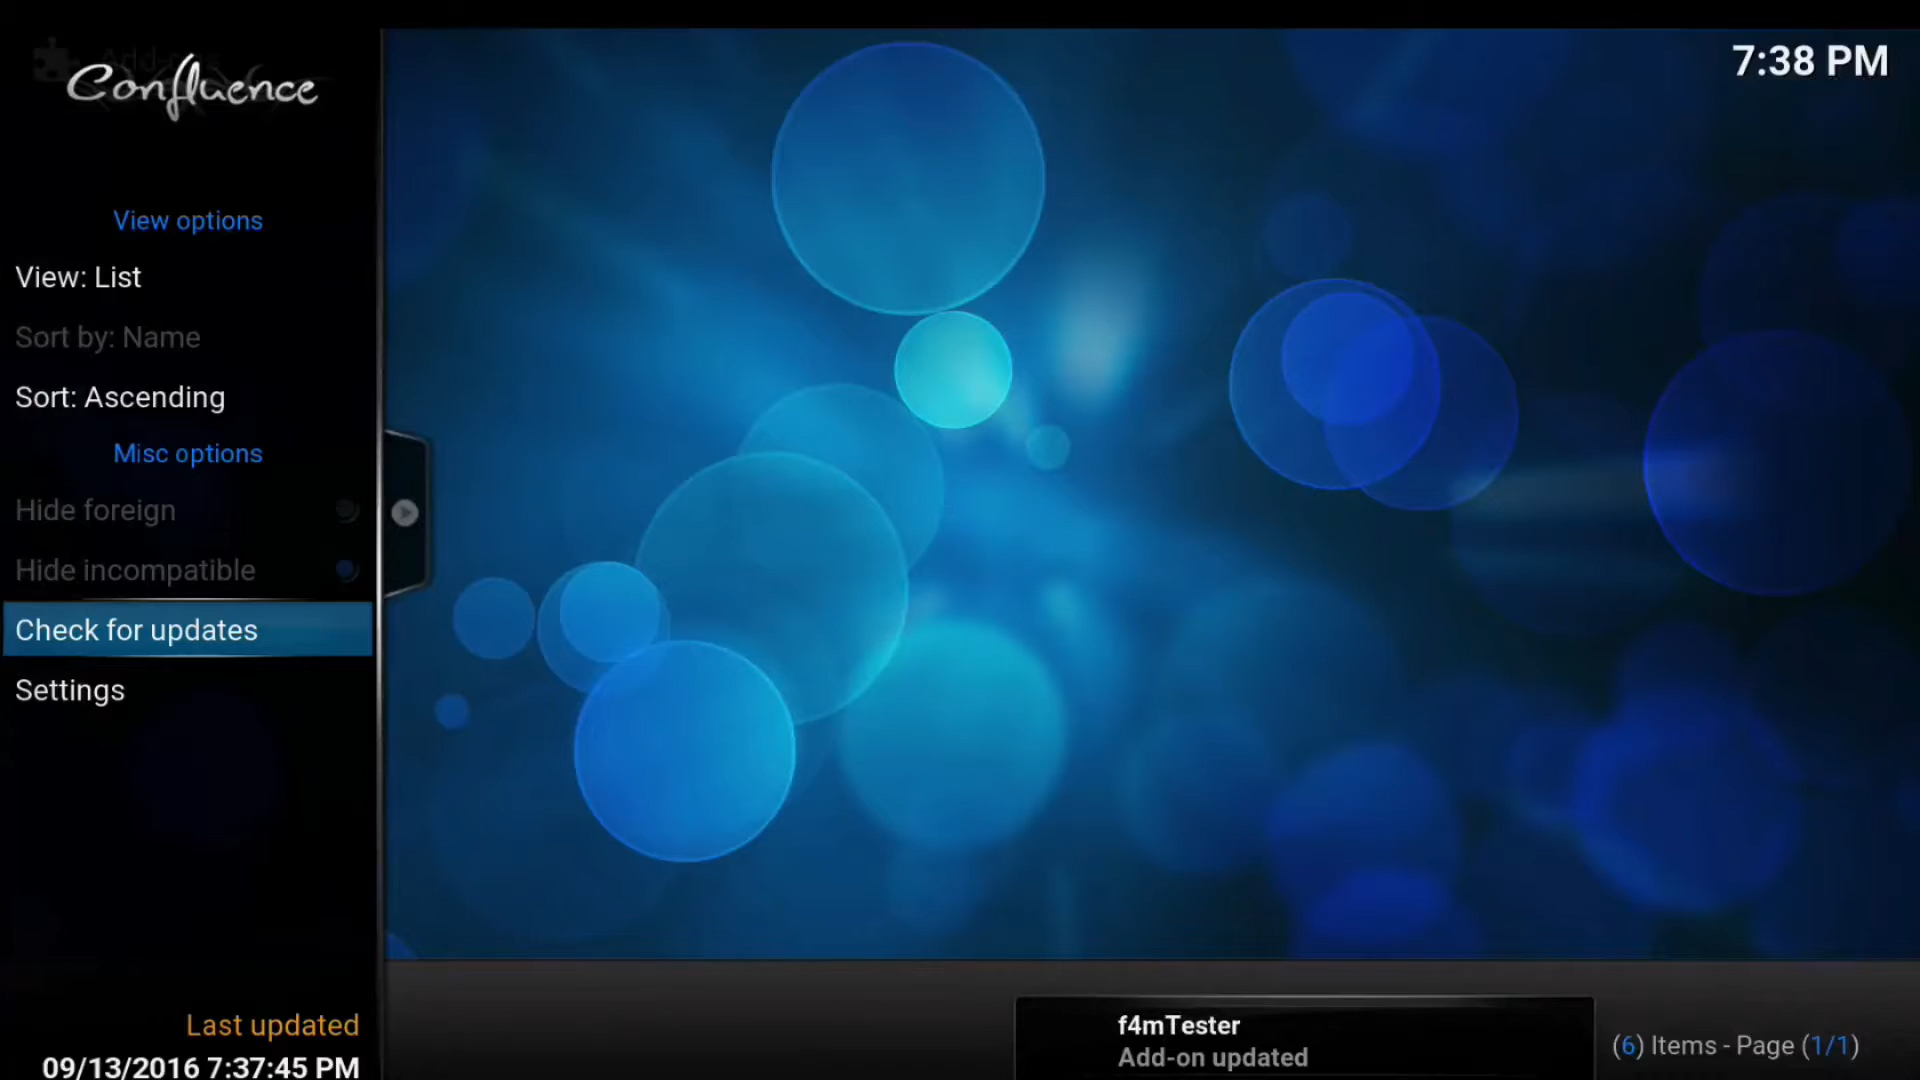 Add-ons
Confluence
7:38 PM
View options
View: List
Sort by: Name
Sort: Ascending
Misc options
Hide foreign
Hide incompatible
Check for updates
Settings
Last updated
09/13/2016 7:37:45 PM
f4mTester
Add-on updated
(6) Items - Page (1/1)